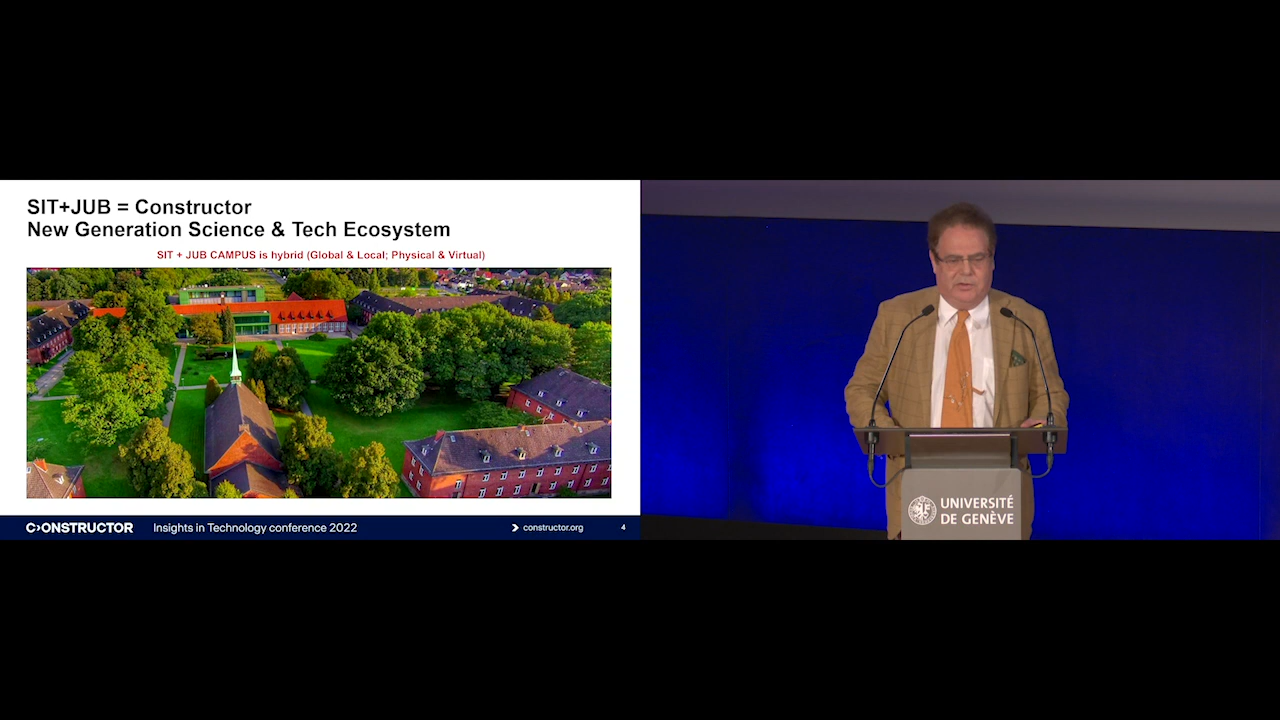 SIT+JUB = Constructor
New Generation Science & Tech Ecosystem
SIT + JUB CAMPUS is hybrid (Global & Local; Physical & Virtual)
CONSTRUCTOR
Insights in Technology conference 2022
constructor.org
4
UNIVERSITÉ
DE GENÈVE